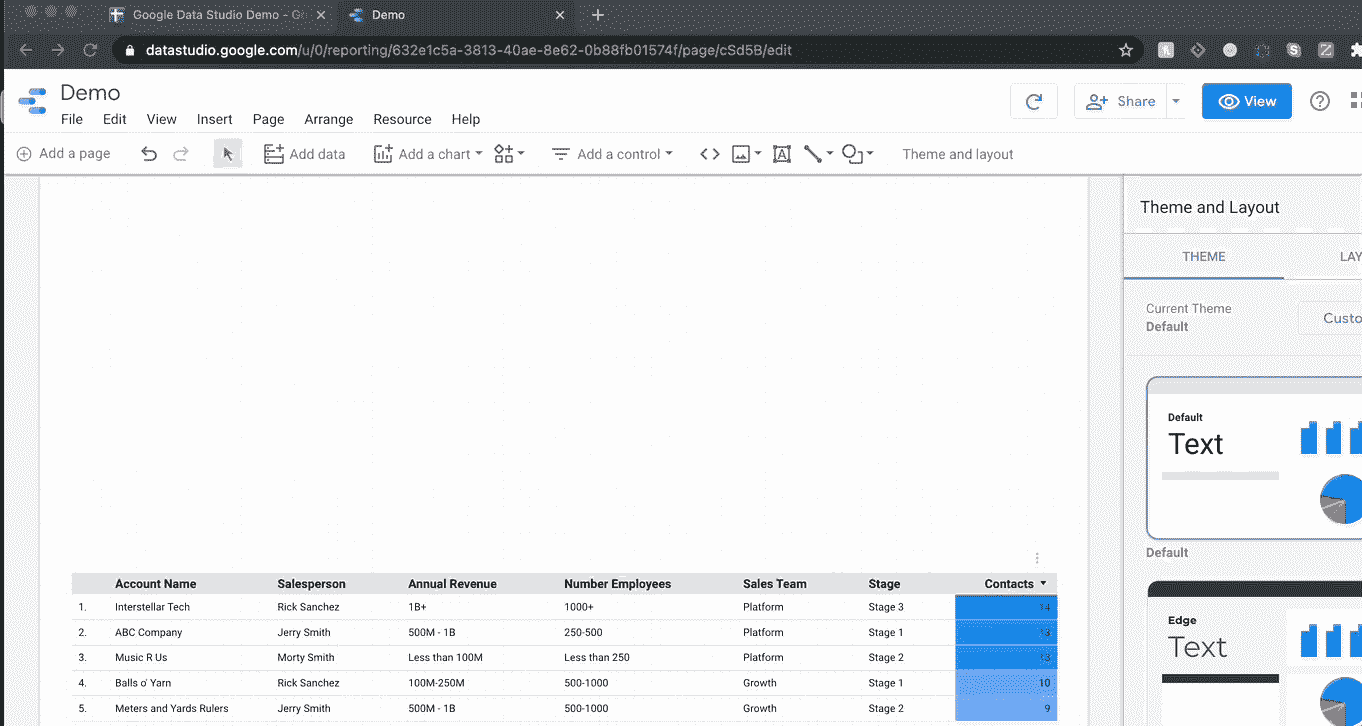 Google Data Studio Demo - Go
Demo
datastudio.google.com/u/0/reporting/632e1c5a-3813-40ae-8e62-0b88fb01574f/page/cSd5B/edit
Demo
File Edit View Insert Page Arrange Resource Help
Share View
Add a page Add data Add a chart Add a control Theme and layout
Theme and Layout
THEME LAY
Current Theme
Default
Custo
Default
Text
Default
Edge
Text
Account Name Salesperson Annual Revenue Number Employees Sales Team Stage Contacts
1. Interstellar Tech Rick Sanchez 1B+ 1000+ Platform Stage 3 14
2. ABC Company Jerry Smith 500M - 1B 250-500 Platform Stage 1 13
3. Music R Us Morty Smith Less than 100M Less than 250 Platform Stage 2 13
4. Balls o' Yarn Rick Sanchez 100M-250M 500-1000 Growth Stage 1 10
5. Meters and Yards Rulers Jerry Smith 500M - 1B 500-1000 Growth Stage 2 9